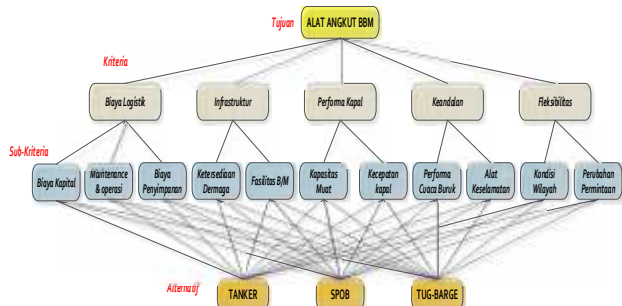 Tujuan
ALAT ANGKUT BBM
Kriteria
Biaya Logistik
Infrastruktur
Performa Kapal
Keandalan
Fleksibilitas
Sub-Kriteria
Biaya Kapital
Maintenance
& operasi
Biaya
Penyimpanan
Ketersediaan
Dermaga
Fasilitas B/M
Kapasitas
Muat
Kecepatan
kapal
Performa
Cuaca Buruk
Alat
Keselamatan
Kondisi
Wilayah
Perubahan
Permintaan
Alternatif
TANKER
SPOB
TUG-BARGE